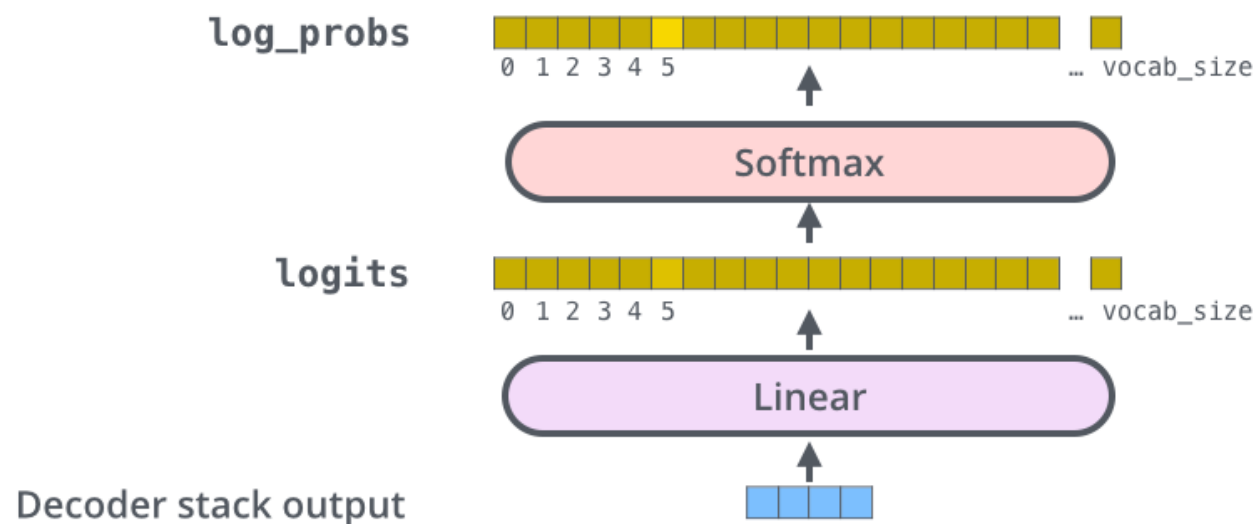 log_probs
0 1 2 3 4 5 … vocab_size
Softmax
logits
0 1 2 3 4 5 … vocab_size
Linear
Decoder stack output